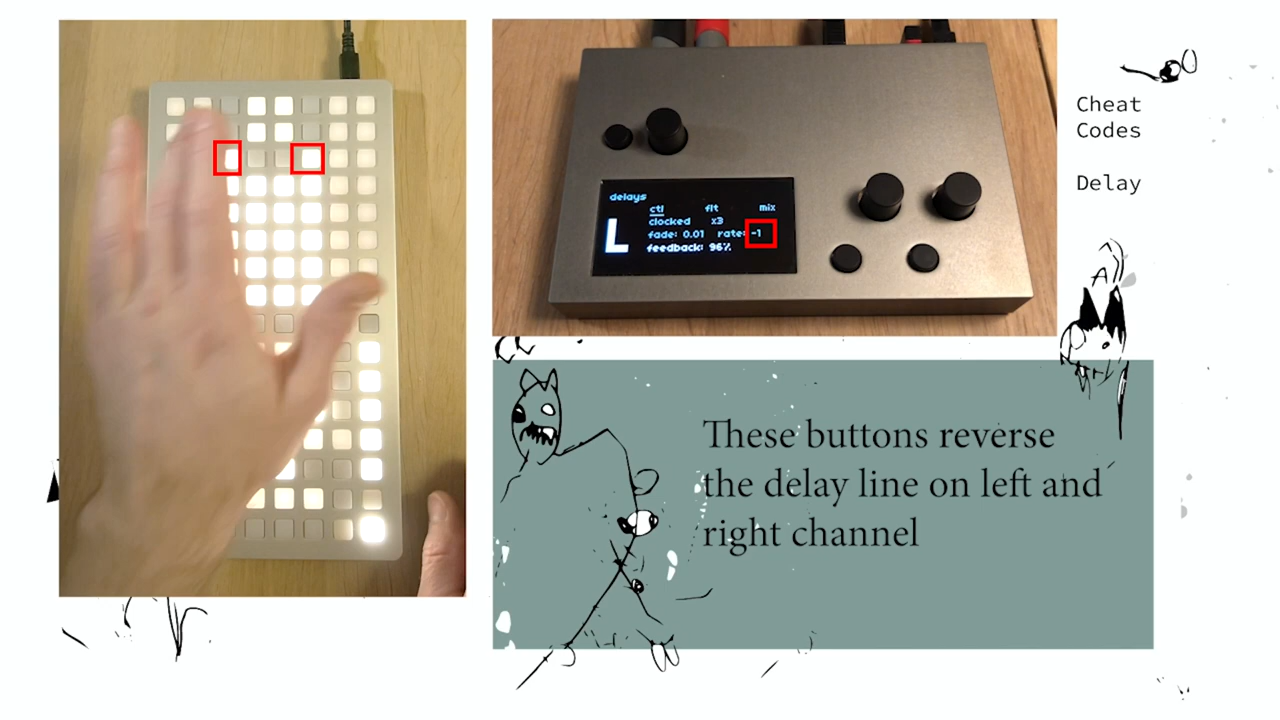 Cheat
Codes
Delay
delays
ctl flt mix
clocked x3
fade: 0.01 rate: -1
L
feedback: 96%
These buttons reverse
the delay line on left and
right channel